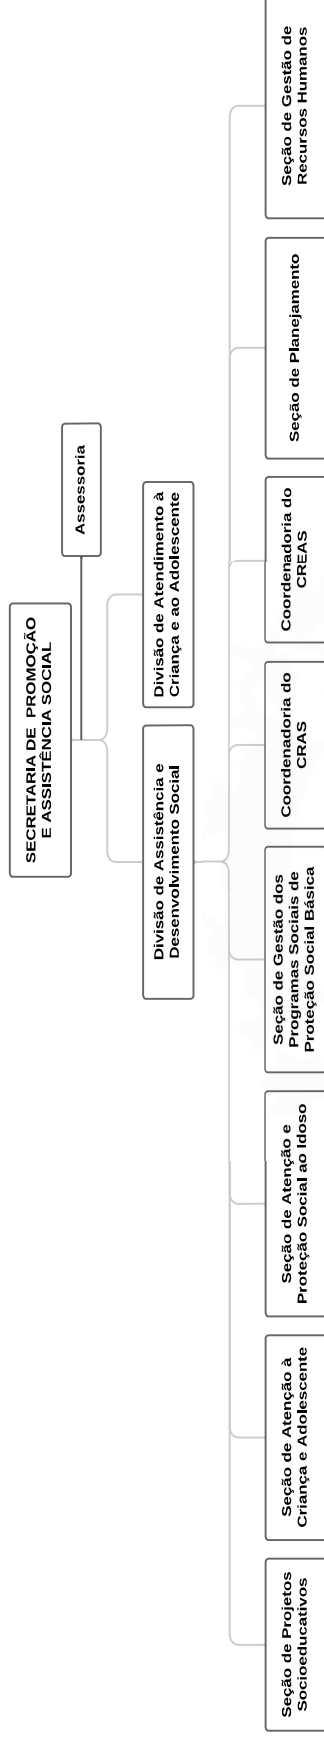 SECRETARIA DE PROMOÇÃO
E ASSISTÊNCIA SOCIAL
Assessoria
Divisão de Assistência e
Desenvolvimento Social
Divisão de Atendimento à
Criança e ao Adolescente
Seção de Projetos
Socioeducativos
Seção de Atenção à
Criança e Adolescente
Seção de Atenção e
Proteção Social ao Idoso
Seção de Gestão dos
Programas Sociais de
Proteção Social Básica
Coordenadoria do
CRAS
Coordenadoria do
CREAS
Seção de Planejamento
Seção de Gestão de
Recursos Humanos